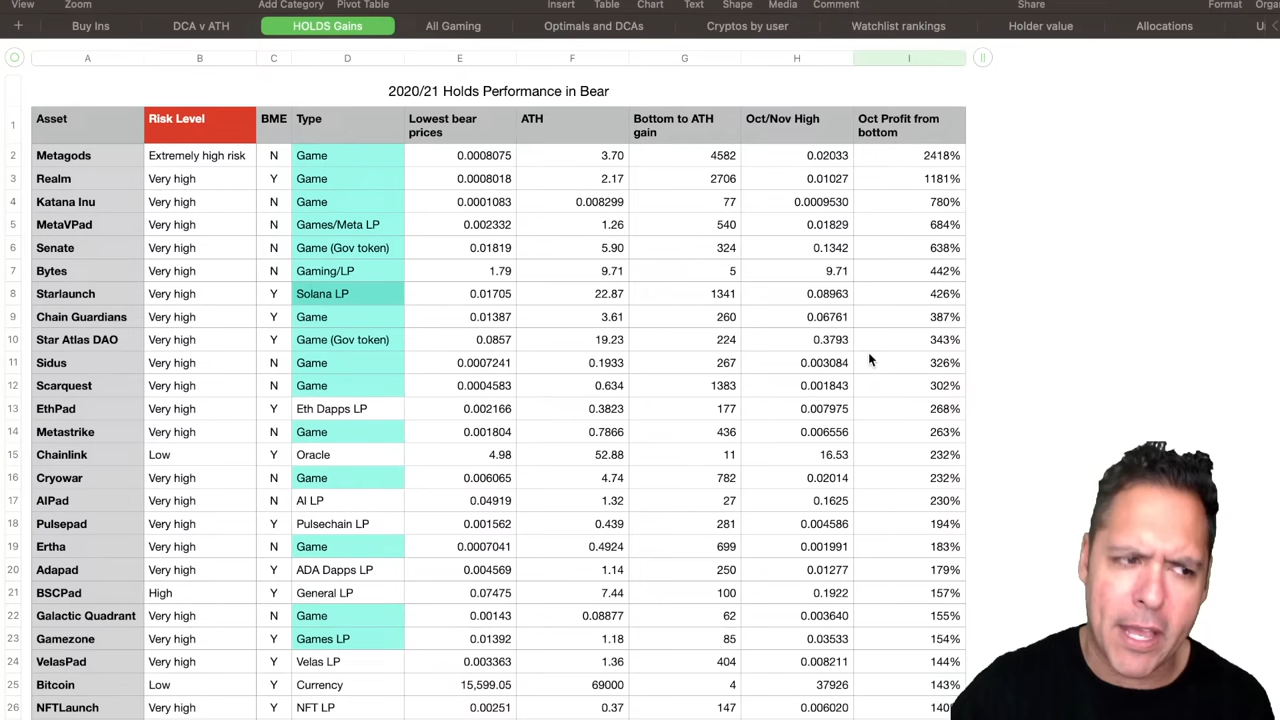 View Zoom Add Category Pivot Table Insert Table Chart Text Shape Media Comment Share Format
+ Buy Ins DCA v ATH HOLDS Gains All Gaming Optimals and DCAs Cryptos by user Watchlist rankings Holder value Allocations
A B C D E F G H I
2020/21 Holds Performance in Bear
1 Asset Risk Level BME Type Lowest bear prices ATH Bottom to ATH gain Oct/Nov High Oct Profit from bottom
2 Metagods Extremely high risk N Game 0.0008075 3.70 4582 0.02033 2418%
3 Realm Very high Y Game 0.0008018 2.17 2706 0.01027 1181%
4 Katana Inu Very high N Game 0.0001083 0.008299 77 0.0009530 780%
5 MetaVPad Very high N Games/Meta LP 0.002332 1.26 540 0.01829 684%
6 Senate Very high N Game (Gov token) 0.01819 5.90 324 0.1342 638%
7 Bytes Very high N Gaming/LP 1.79 9.71 5 9.71 442%
8 Starlaunch Very high Y Solana LP 0.01705 22.87 1341 0.08963 426%
9 Chain Guardians Very high Y Game 0.01387 3.61 260 0.06761 387%
10 Star Atlas DAO Very high Y Game (Gov token) 0.0857 19.23 224 0.3793 343%
11 Sidus Very high N Game 0.0007241 0.1933 267 0.003084 326%
12 Scarquest Very high N Game 0.0004583 0.634 1383 0.001843 302%
13 EthPad Very high Y Eth Dapps LP 0.002166 0.3823 177 0.007975 268%
14 Metastrike Very high N Game 0.001804 0.7866 436 0.006556 263%
15 Chainlink Low Y Oracle 4.98 52.88 11 16.53 232%
16 Cryowar Very high N Game 0.006065 4.74 782 0.02014 232%
17 AIPad Very high N AI LP 0.04919 1.32 27 0.1625 230%
18 Pulsepad Very high Y Pulsechain LP 0.001562 0.439 281 0.004586 194%
19 Ertha Very high N Game 0.0007041 0.4924 699 0.001991 183%
20 Adapad Very high Y ADA Dapps LP 0.004569 1.14 250 0.01277 179%
21 BSCPad High Y General LP 0.07475 7.44 100 0.1922 157%
22 Galactic Quadrant Very high N Game 0.00143 0.08877 62 0.003640 155%
23 Gamezone Very high Y Games LP 0.01392 1.18 85 0.03533 154%
24 VelasPad Very high Y Velas LP 0.003363 1.36 404 0.008211 144%
25 Bitcoin Low Y Currency 15,599.05 69000 4 37926 143%
26 NFTLaunch Very high Y NFT LP 0.00251 0.37 147 0.006020 140